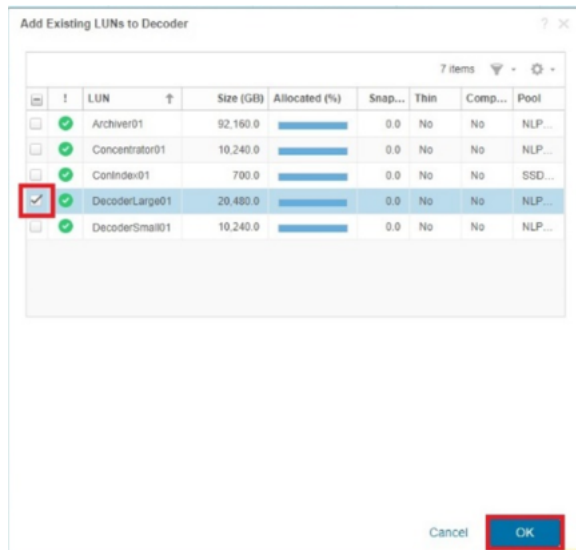 Add Existing LUNs to Decoder ?
7 items
! LUN Size (GB) Allocated (%) Snap... Thin Comp... Pool
Archiver01 92,160.0 0.0 No No NLP...
Concentrator01 10,240.0 0.0 No No NLP...
ConIndex01 700.0 0.0 No No SSD...
DecoderLarge01 20,480.0 0.0 No No NLP...
DecoderSmall01 10,240.0 0.0 No No NLP...
Cancel OK